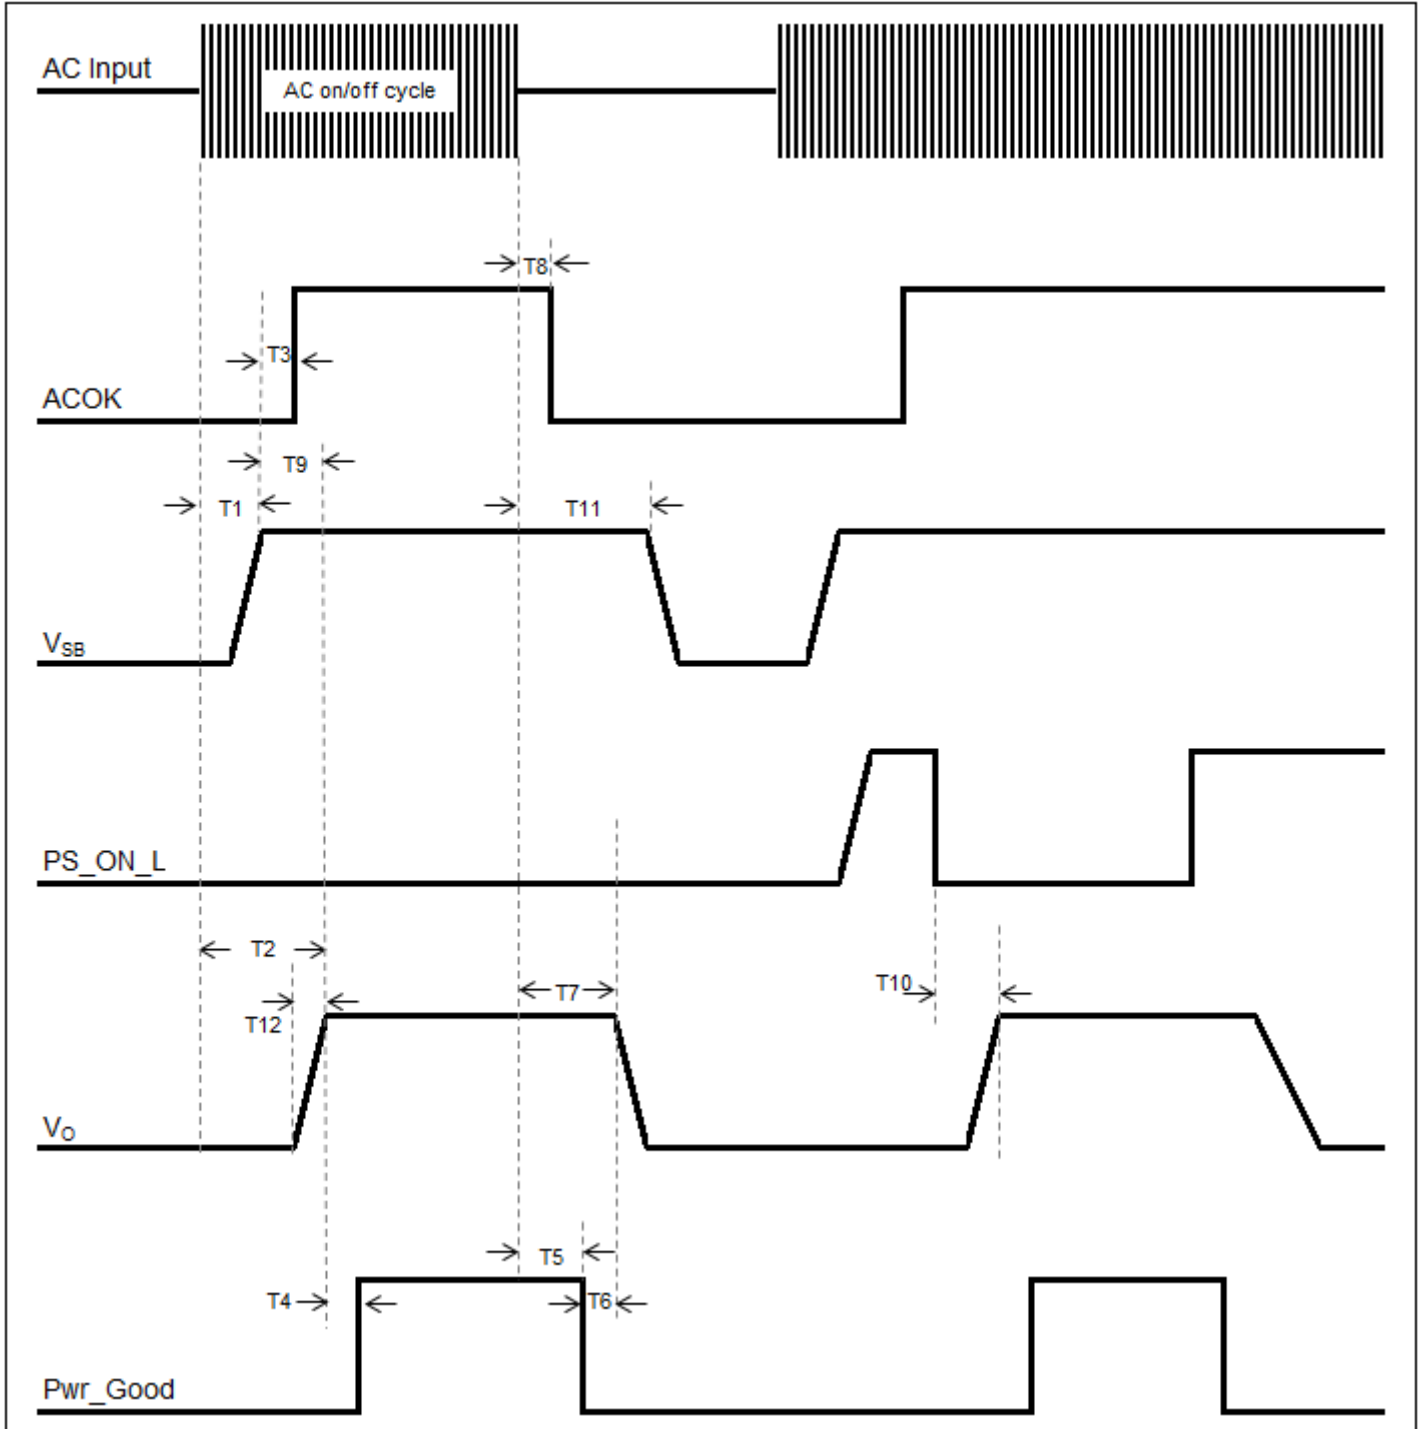 AC Input
AC on/off cycle
T8
T3
ACOK
T9
T1
T11
VSB
PS_ON_L
T2
T7
T10
T12
VO
T5
T4
T6
Pwr_Good